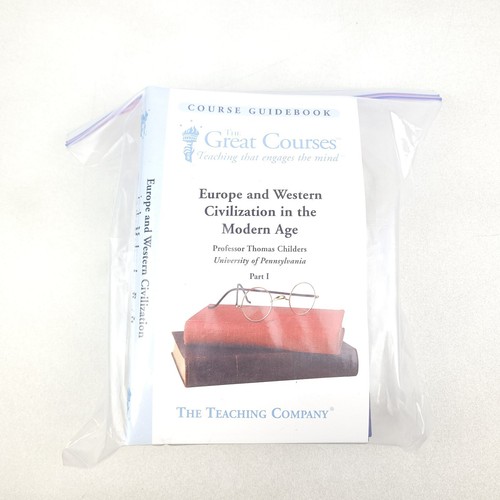 COURSE GUIDEBOOK
THE
Great Courses™
Teaching that engages the mind
Europe and Western
Civilization in the
Modern Age
Professor Thomas Childers
University of Pennsylvania
Part I
THE TEACHING COMPANY®
Europe and Western Civilization